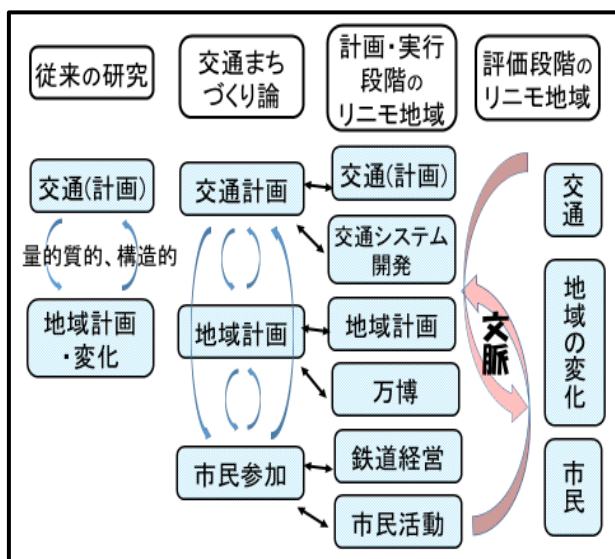 従来の研究
交通まち
づくり論
計画・実行
段階の
リニモ地域
評価段階の
リニモ地域
交通(計画)
量的質的、構造的
地域計画
・変化
交通計画
地域計画
市民参加
交通(計画)
交通システム
開発
地域計画
万博
鉄道経営
市民活動
文脈
交通
地域の変化
市民